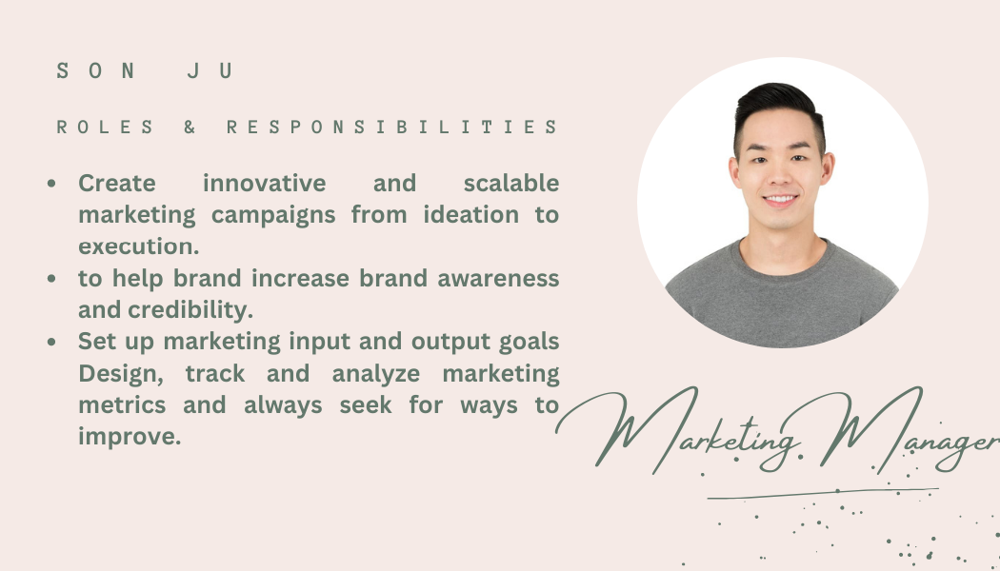 SON JU
ROLES & RESPONSIBILITIES
• Create innovative and scalable
marketing campaigns from ideation to
execution.
• to help brand increase brand awareness
and credibility.
• Set up marketing input and output goals
Design, track and analyze marketing
metrics and always seek for ways to
improve.
Marketing Manager